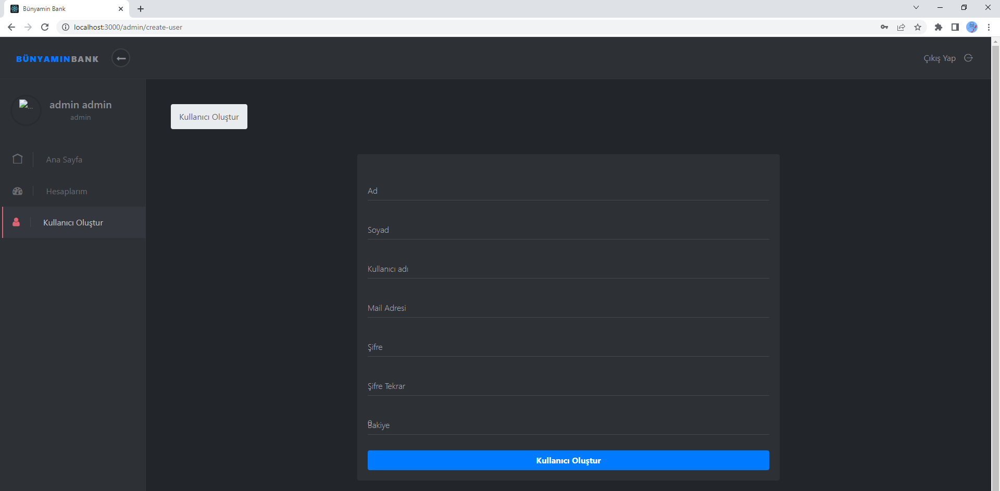 Bünyamin Bank
localhost:3000/admin/create-user
BÜNYAMINBANK
Çıkış Yap
admin admin
admin
Kullanıcı Oluştur
Ana Sayfa
Hesaplarım
Kullanıcı Oluştur
Ad
Soyad
Kullanıcı adı
Mail Adresi
Şifre
Şifre Tekrar
0
Bakiye
Kullanıcı Oluştur